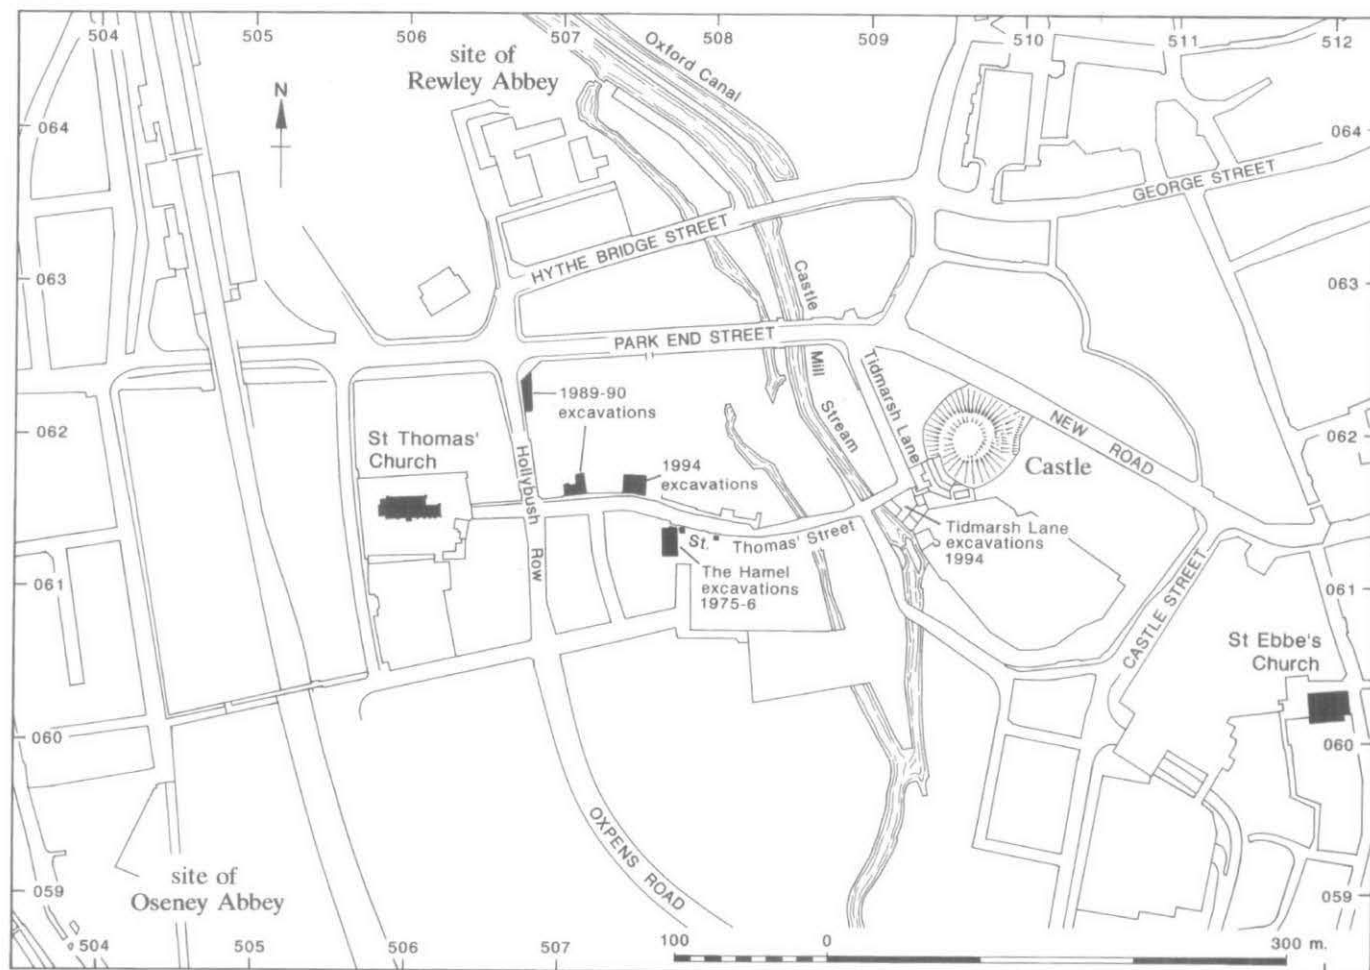 504
505
506
507
508
509
510
511
512
site of
Rewley Abbey
Oxford Canal
N
064
064
GEORGE STREET
HYTHE BRIDGE STREET
063
063
Castle
Mill
Stream
PARK END STREET
Tidmarsh Lane
NEW ROAD
1989-90
excavations
062
062
St Thomas'
Church
Hollybush
Row
1994
excavations
Castle
Tidmarsh Lane
excavations
1994
St. Thomas' Street
The Hamel
excavations
1975-6
061
061
CASTLE STREET
St Ebbe's
Church
060
060
OXPENS ROAD
059
059
site of
Oseney Abbey
504
505
506
507
100
0
300 m.